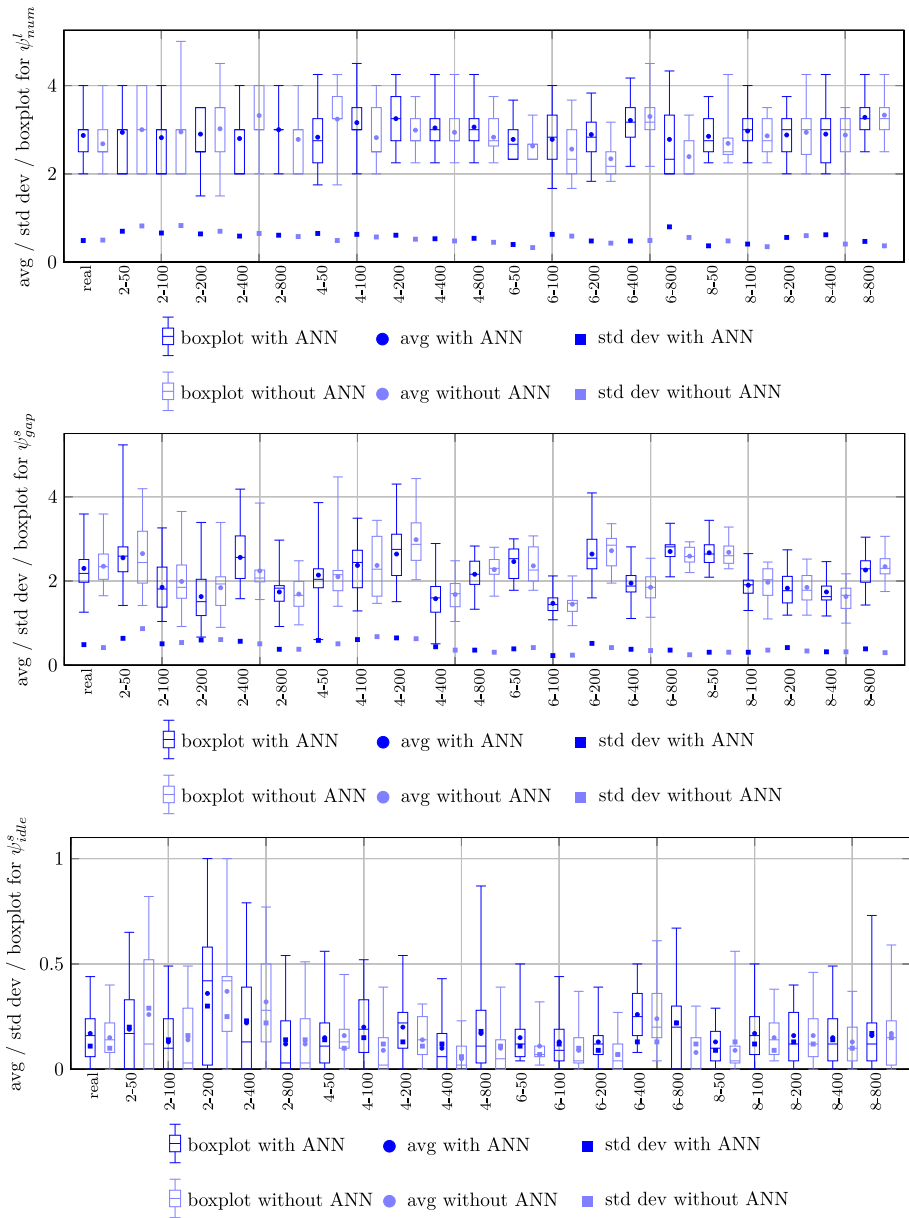 avg / std dev / boxplot for ψ^l_num
4
2
0
real 2-50 2-100 2-200 2-400 2-800 4-50 4-100 4-200 4-400 4-800 6-50 6-100 6-200 6-400 6-800 8-50 8-100 8-200 8-400 8-800
boxplot with ANN avg with ANN std dev with ANN
boxplot without ANN avg without ANN std dev without ANN
avg / std dev / boxplot for ψ^s_gap
4
2
0
real 2-50 2-100 2-200 2-400 2-800 4-50 4-100 4-200 4-400 4-800 6-50 6-100 6-200 6-400 6-800 8-50 8-100 8-200 8-400 8-800
boxplot with ANN avg with ANN std dev with ANN
boxplot without ANN avg without ANN std dev without ANN
avg / std dev / boxplot for ψ^s_idle
1
0.5
0
real 2-50 2-100 2-200 2-400 2-800 4-50 4-100 4-200 4-400 4-800 6-50 6-100 6-200 6-400 6-800 8-50 8-100 8-200 8-400 8-800
boxplot with ANN avg with ANN std dev with ANN
boxplot without ANN avg without ANN std dev without ANN